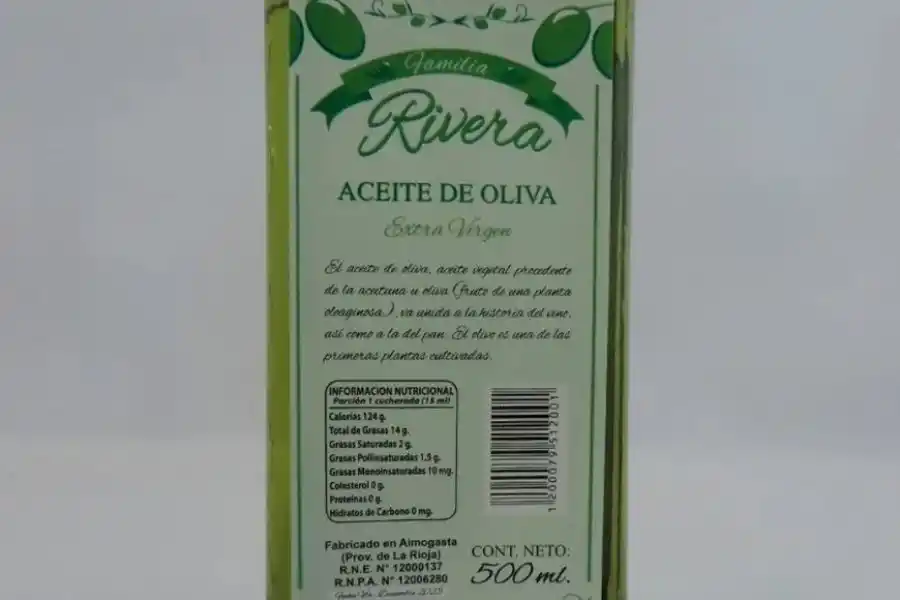 Familia
Rivera
ACEITE DE OLIVA
Extra Virgen
El aceite de oliva, aceite vegetal procedente
de la aceituna u oliva (fruto de una planta
oleaginosa), va unida a la historia del vino,
así como a la del pan. El olivo es una de las
primeras plantas cultivadas.
INFORMACION NUTRICIONAL
Porción 1 cucharada (15 ml)
Calorías 124 g.
Total de Grasas 14 g.
Grasas Saturadas 2 g.
Grasas Poliinsaturadas 1,5 g.
Grasas Monoinsaturadas 10 mg.
Colesterol 0 g.
Proteínas 0 g.
Hidratos de Carbono 0 mg.
Fabricado en Aimogasta
(Prov. de La Rioja)
R.N.E. N° 12000137
R.N.P.A. N° 12006280
CONT. NETO:
500 ml.